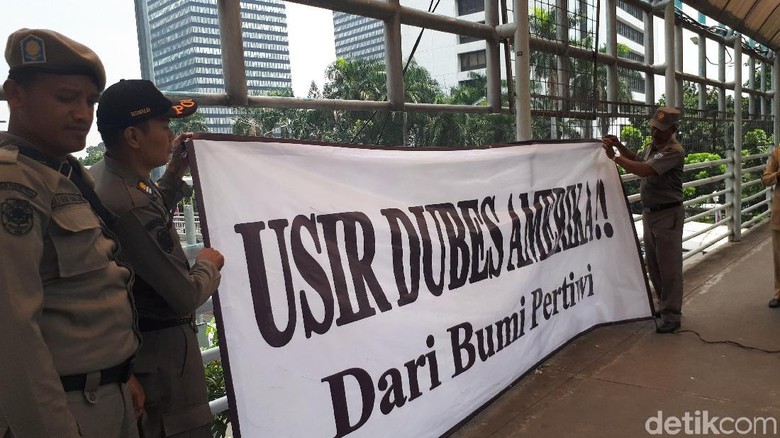 USIR DUBES AMERIKA!!
Dari Bumi Pertiwi
detikcom